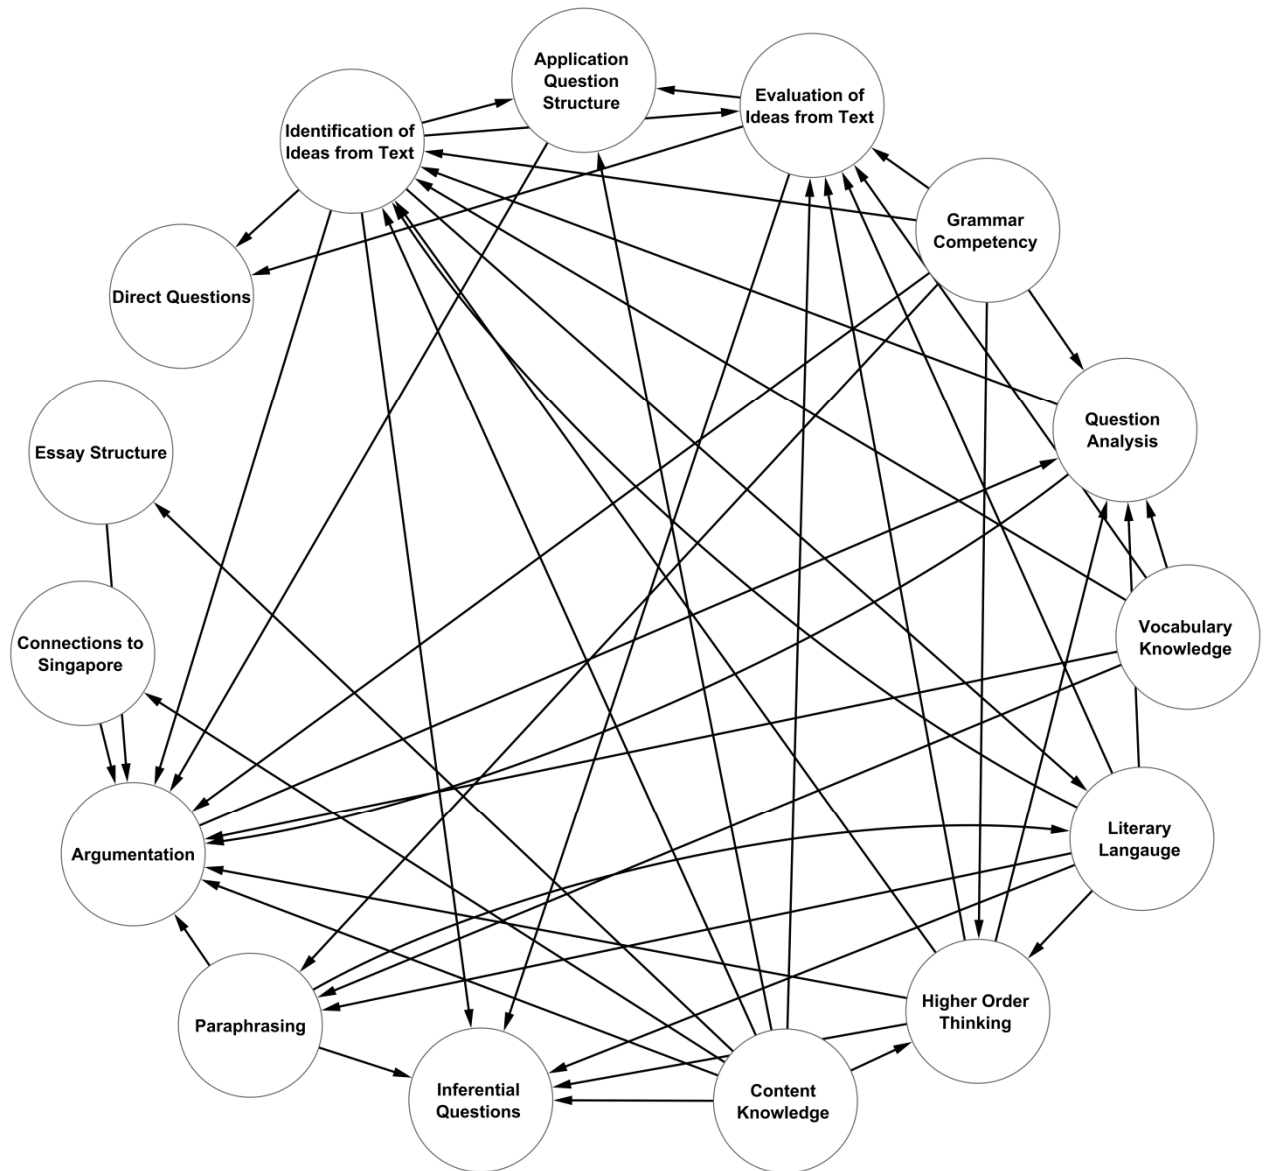 Application
Question
Structure
Evaluation of
Ideas from Text
Identification of
Ideas from Text
Grammar
Competency
Direct Questions
Question
Analysis
Essay Structure
Vocabulary
Knowledge
Connections to
Singapore
Literary
Langauge
Argumentation
Higher Order
Thinking
Paraphrasing
Inferential
Questions
Content
Knowledge